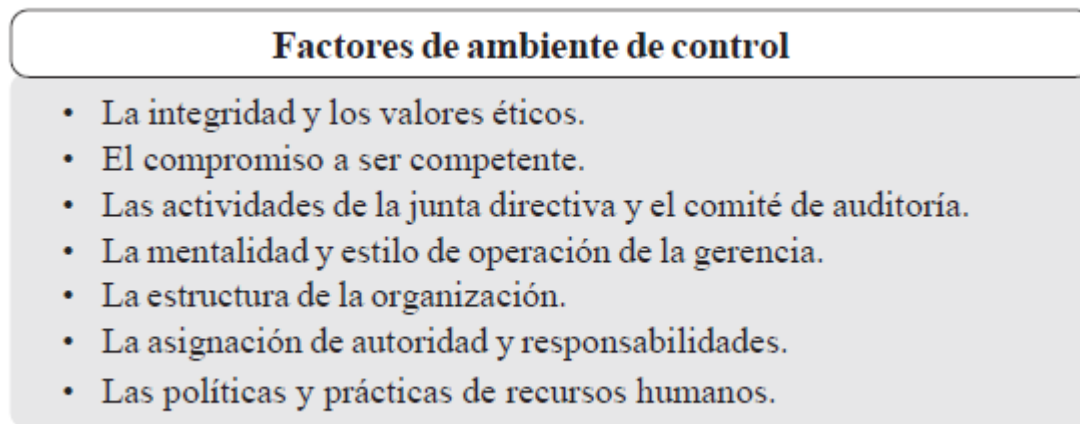 Factores de ambiente de control
• La integridad y los valores éticos.
• El compromiso a ser competente.
• Las actividades de la junta directiva y el comité de auditoría.
• La mentalidad y estilo de operación de la gerencia.
• La estructura de la organización.
• La asignación de autoridad y responsabilidades.
• Las políticas y prácticas de recursos humanos.